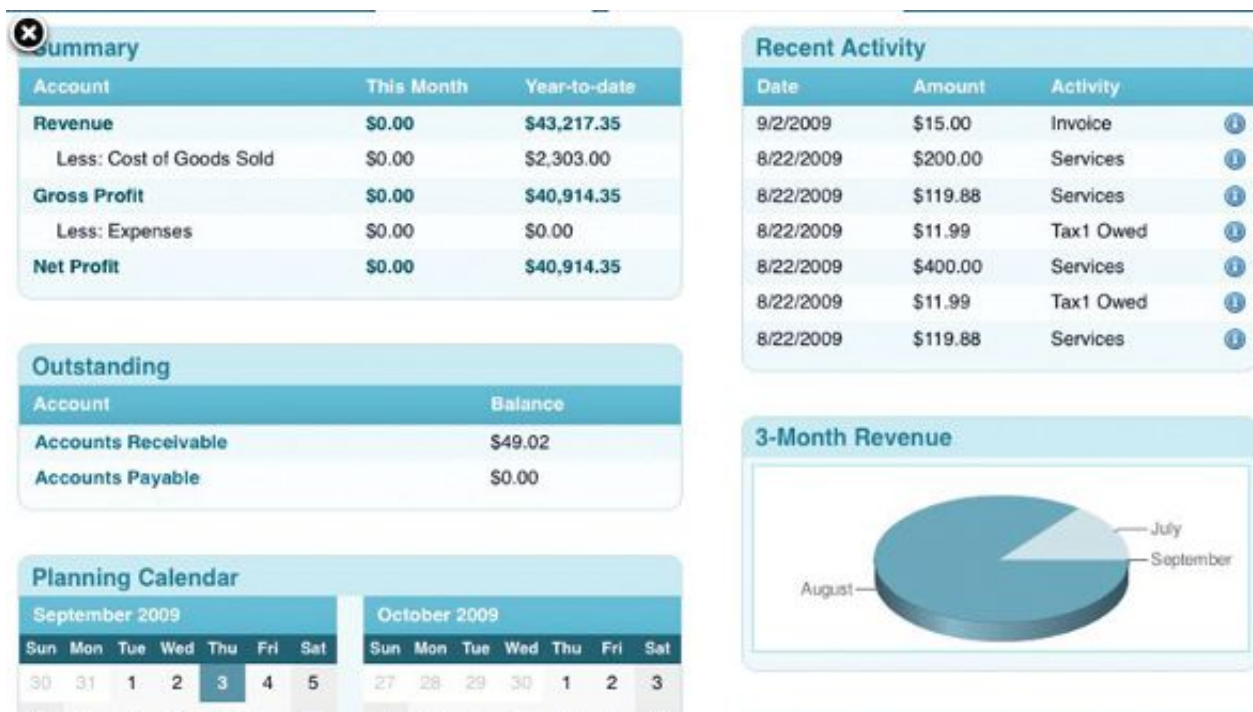 Summary
Account This Month Year-to-date
Revenue $0.00 $43,217.35
Less: Cost of Goods Sold $0.00 $2,303.00
Gross Profit $0.00 $40,914.35
Less: Expenses $0.00 $0.00
Net Profit $0.00 $40,914.35
Outstanding
Account Balance
Accounts Receivable $49.02
Accounts Payable $0.00
Planning Calendar
September 2009
Sun Mon Tue Wed Thu Fri Sat
30 31 1 2 3 4 5
October 2009
Sun Mon Tue Wed Thu Fri Sat
27 28 29 30 1 2 3
Recent Activity
Date Amount Activity
9/2/2009 $15.00 Invoice
8/22/2009 $200.00 Services
8/22/2009 $119.88 Services
8/22/2009 $11.99 Tax1 Owed
8/22/2009 $400.00 Services
8/22/2009 $11.99 Tax1 Owed
8/22/2009 $119.88 Services
3-Month Revenue
July
September
August